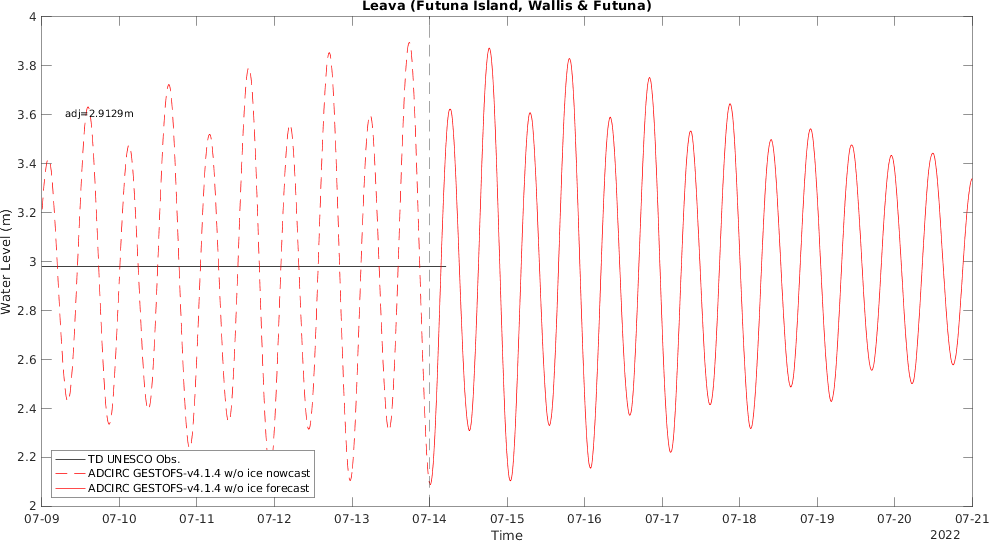 Leava (Futuna Island, Wallis & Futuna)
Water Level (m)
4
3.8
3.6
3.4
3.2
3
2.8
2.6
2.4
2.2
2
adj=2.9129m
TD UNESCO Obs.
ADCIRC GESTOFS-v4.1.4 w/o ice nowcast
ADCIRC GESTOFS-v4.1.4 w/o ice forecast
07-09 07-10 07-11 07-12 07-13 07-14 07-15 07-16 07-17 07-18 07-19 07-20 07-21
Time
2022